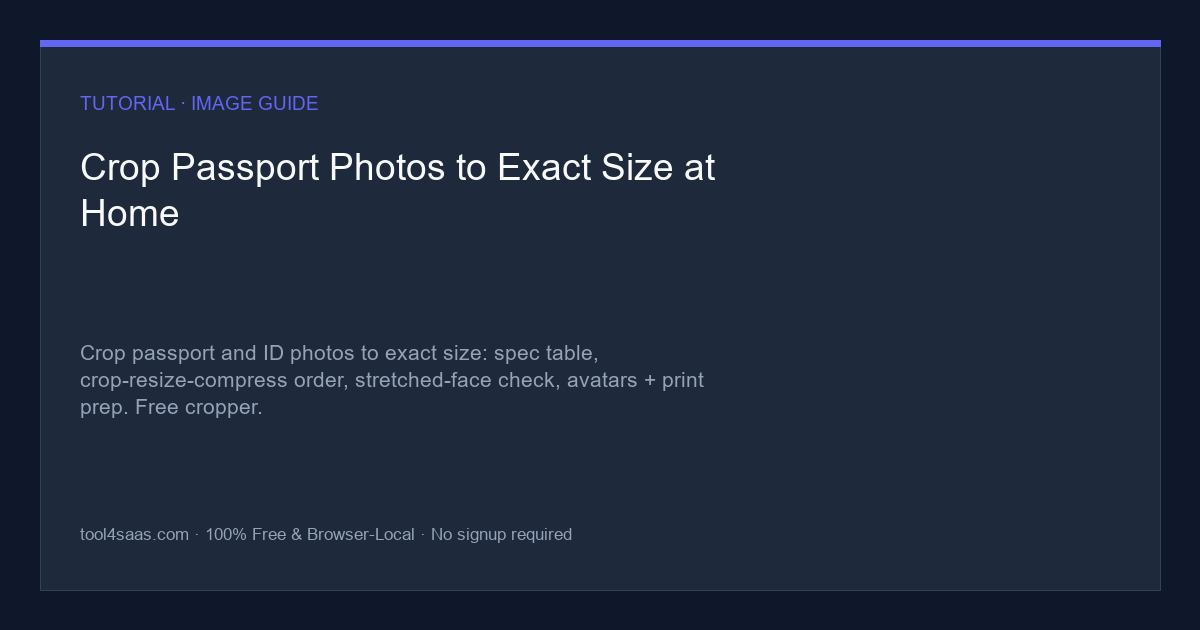 TUTORIAL · IMAGE GUIDE
Crop Passport Photos to Exact Size at
Home
Crop passport and ID photos to exact size: spec table,
crop-resize-compress order, stretched-face check, avatars + print
prep. Free cropper.
tool4saas.com · 100% Free & Browser-Local · No signup required